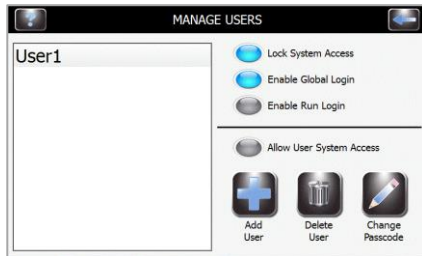 ?
MANAGE USERS
User1
Lock System Access
Enable Global Login
Enable Run Login
Allow User System Access
Add
User
Delete
User
Change
Passcode